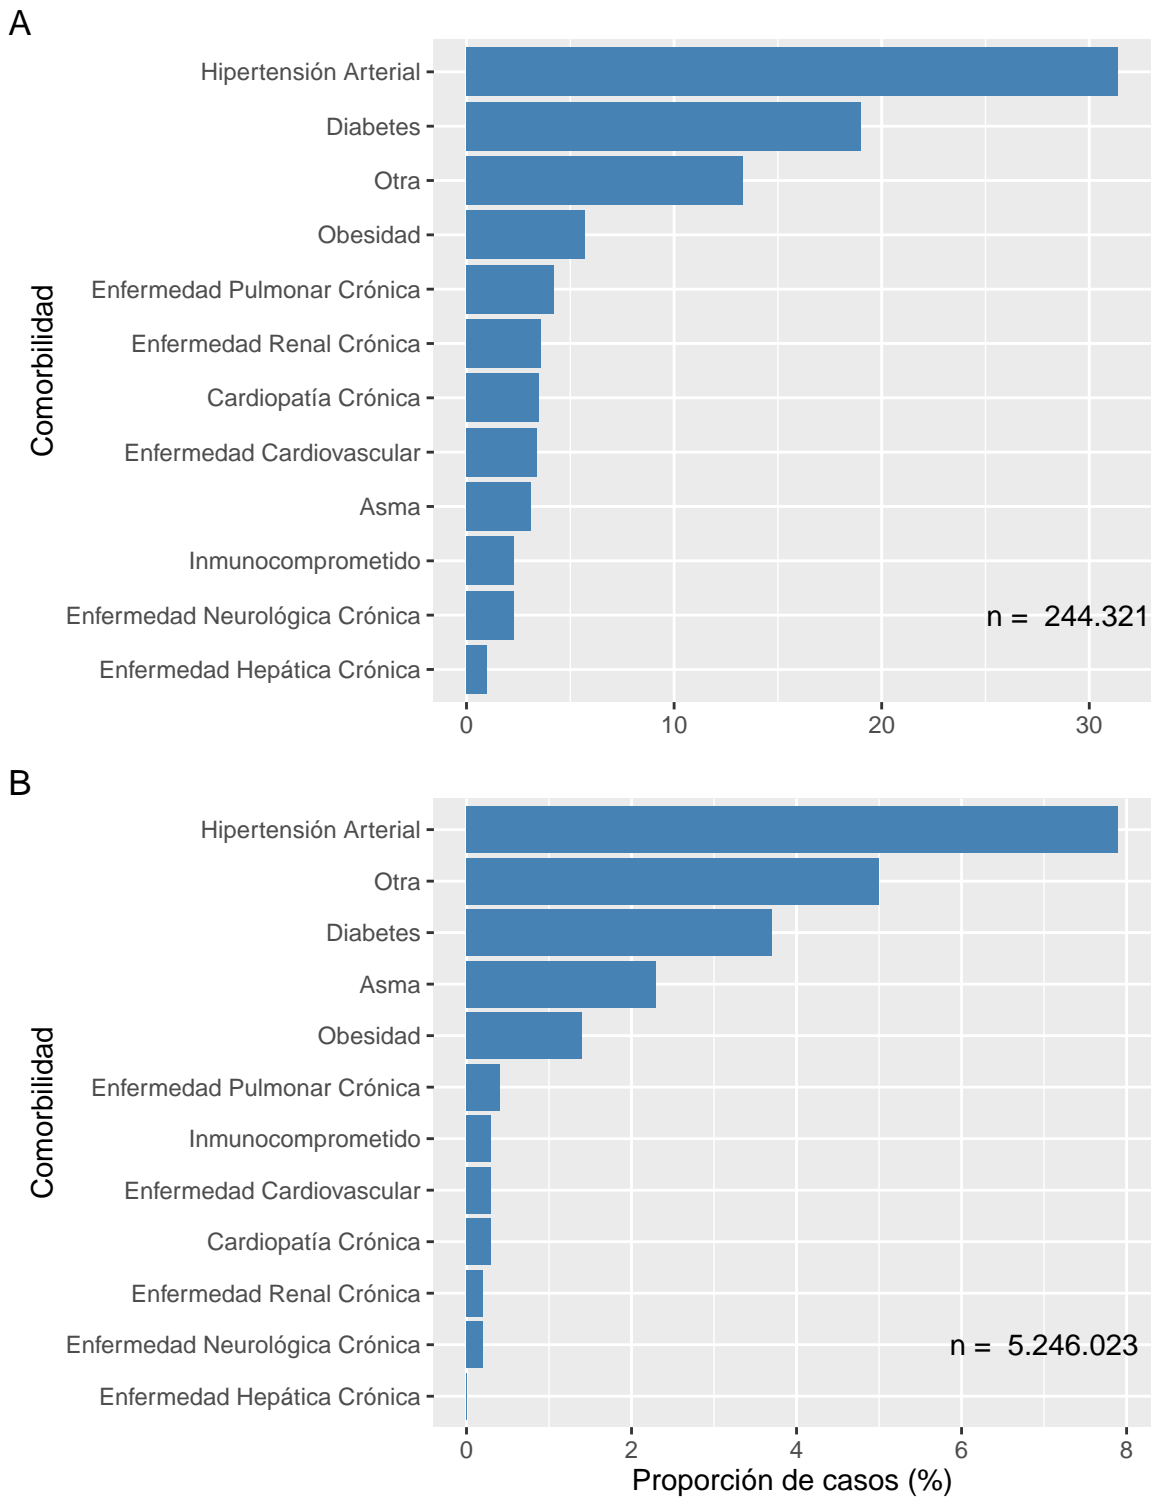 A
Hipertensión Arterial
Diabetes
Otra
Obesidad
Enfermedad Pulmonar Crónica
Enfermedad Renal Crónica
Cardiopatía Crónica
Enfermedad Cardiovascular
Asma
Inmunocomprometido
Enfermedad Neurológica Crónica
Enfermedad Hepática Crónica
Comorbilidad
n = 244.321
0 10 20 30
B
Hipertensión Arterial
Otra
Diabetes
Asma
Obesidad
Enfermedad Pulmonar Crónica
Inmunocomprometido
Enfermedad Cardiovascular
Cardiopatía Crónica
Enfermedad Renal Crónica
Enfermedad Neurológica Crónica
Enfermedad Hepática Crónica
Comorbilidad
n = 5.246.023
0 2 4 6 8
Proporción de casos (%)